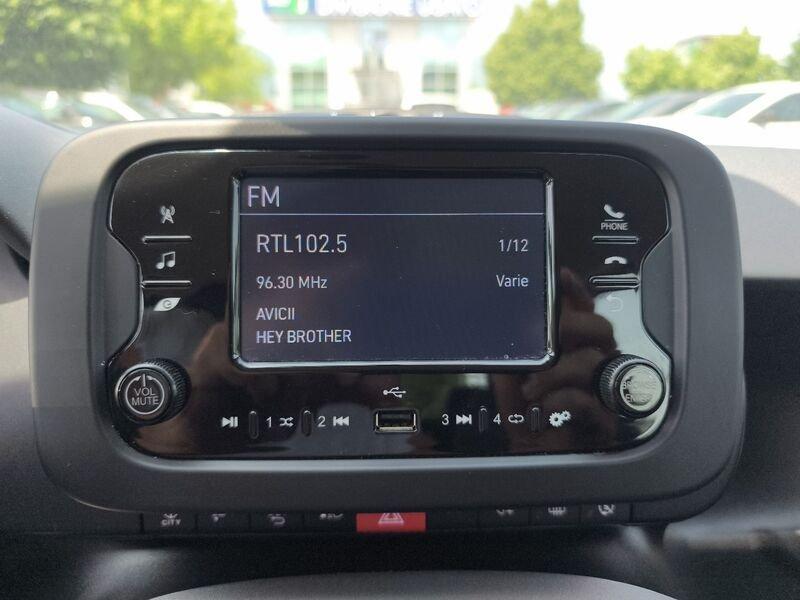 FM
RTL102.5
1/12
96.30 MHz
Varie
AVICII
HEY BROTHER
PHONE
VOL
MUTE
BROWSE
ENTER
1
2
3
4
CITY